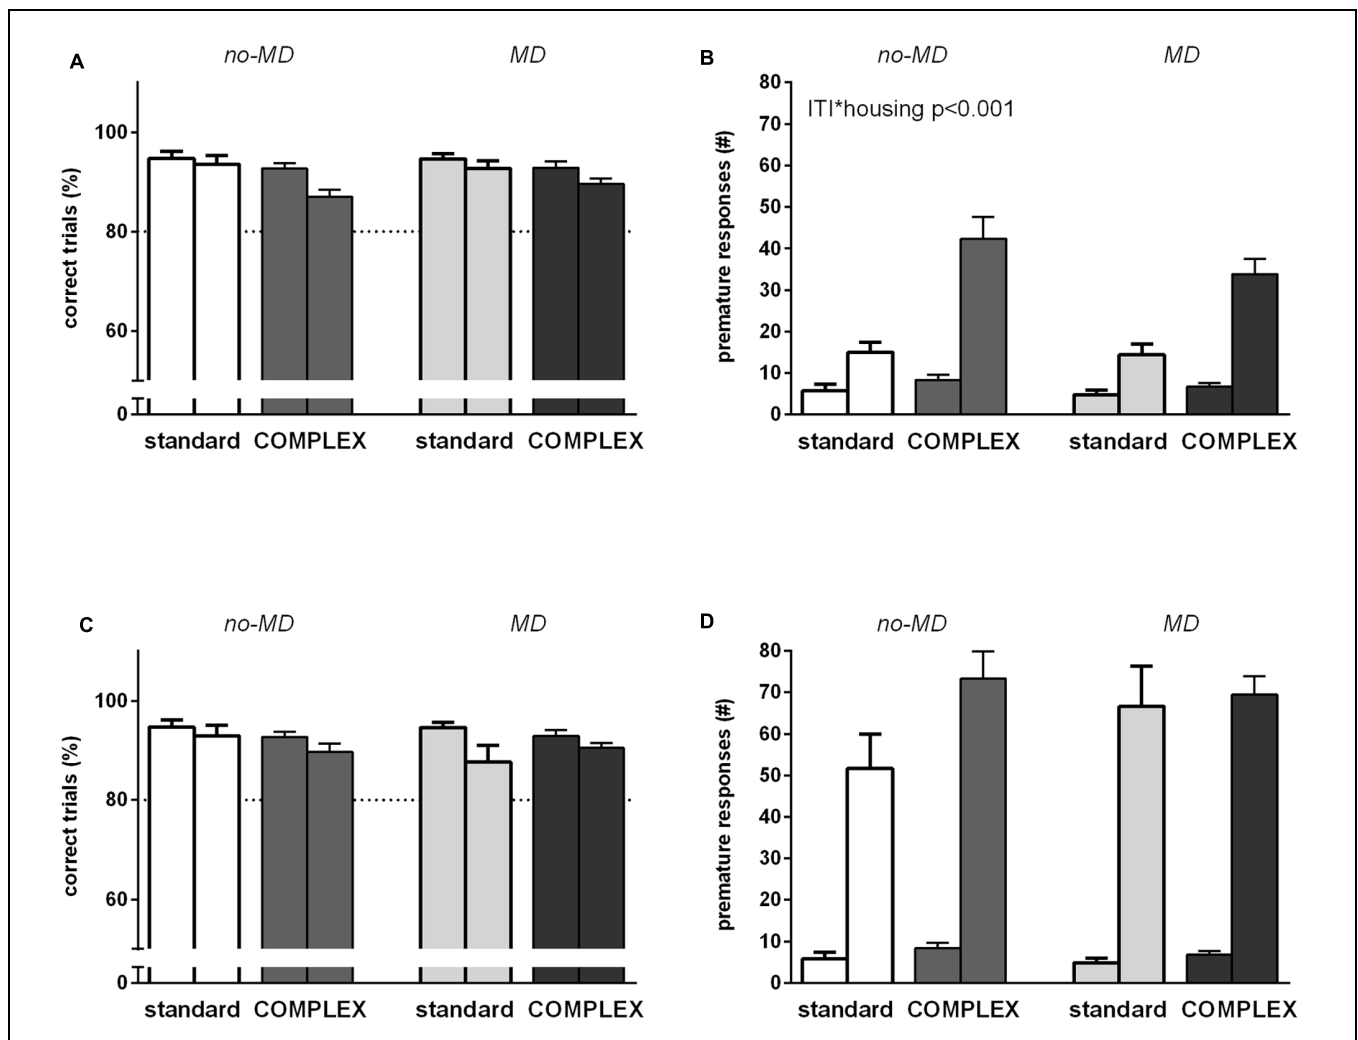 A
no-MD
MD
correct trials (%)
100
80
60
0
standard
COMPLEX
standard
COMPLEX
B
no-MD
MD
ITI*housing p<0.001
premature responses (#)
80
70
60
50
40
30
20
10
0
standard
COMPLEX
standard
COMPLEX
C
no-MD
MD
correct trials (%)
100
80
60
0
standard
COMPLEX
standard
COMPLEX
D
no-MD
MD
premature responses (#)
80
70
60
50
40
30
20
10
0
standard
COMPLEX
standard
COMPLEX